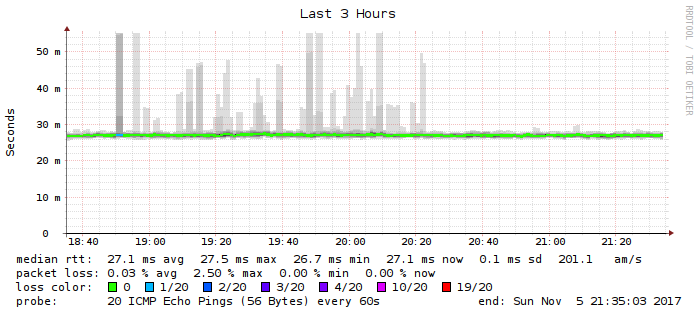 Last 3 Hours
RRDTOOL / TOBI OETIKER
Seconds
50 m
40 m
30 m
20 m
10 m
0
18:40 19:00 19:20 19:40 20:00 20:20 20:40 21:00 21:20
median rtt: 27.1 ms avg 27.5 ms max 26.7 ms min 27.1 ms now 0.1 ms sd 201.1 am/s
packet loss: 0.03 % avg 2.50 % max 0.00 % min 0.00 % now
loss color: 0 1/20 2/20 3/20 4/20 10/20 19/20
probe: 20 ICMP Echo Pings (56 Bytes) every 60s end: Sun Nov 5 21:35:03 2017